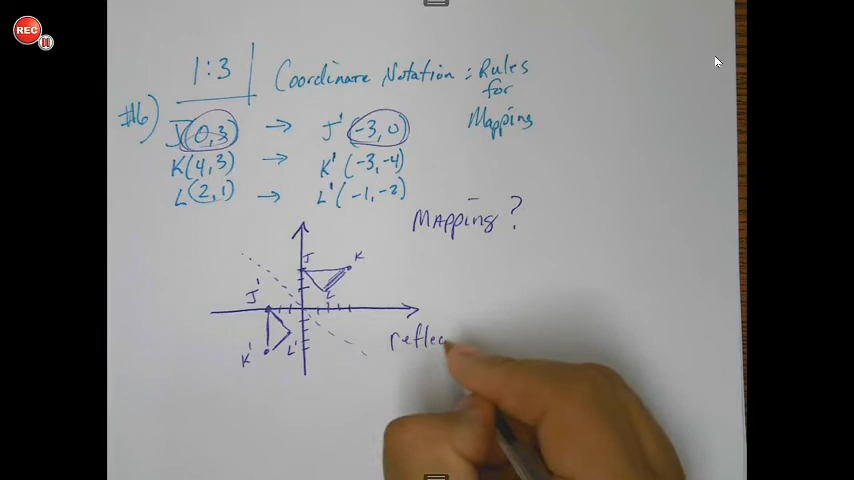 REC
1:3
Coordinate Notation : Rules
for
Mapping
#6)
J(0,3) → J'(-3,0)
K(4,3) → K'(-3,-4)
L(2,1) → L'(-1,-2)
Mapping?
J
K
L
J'
K'
L'
reflec